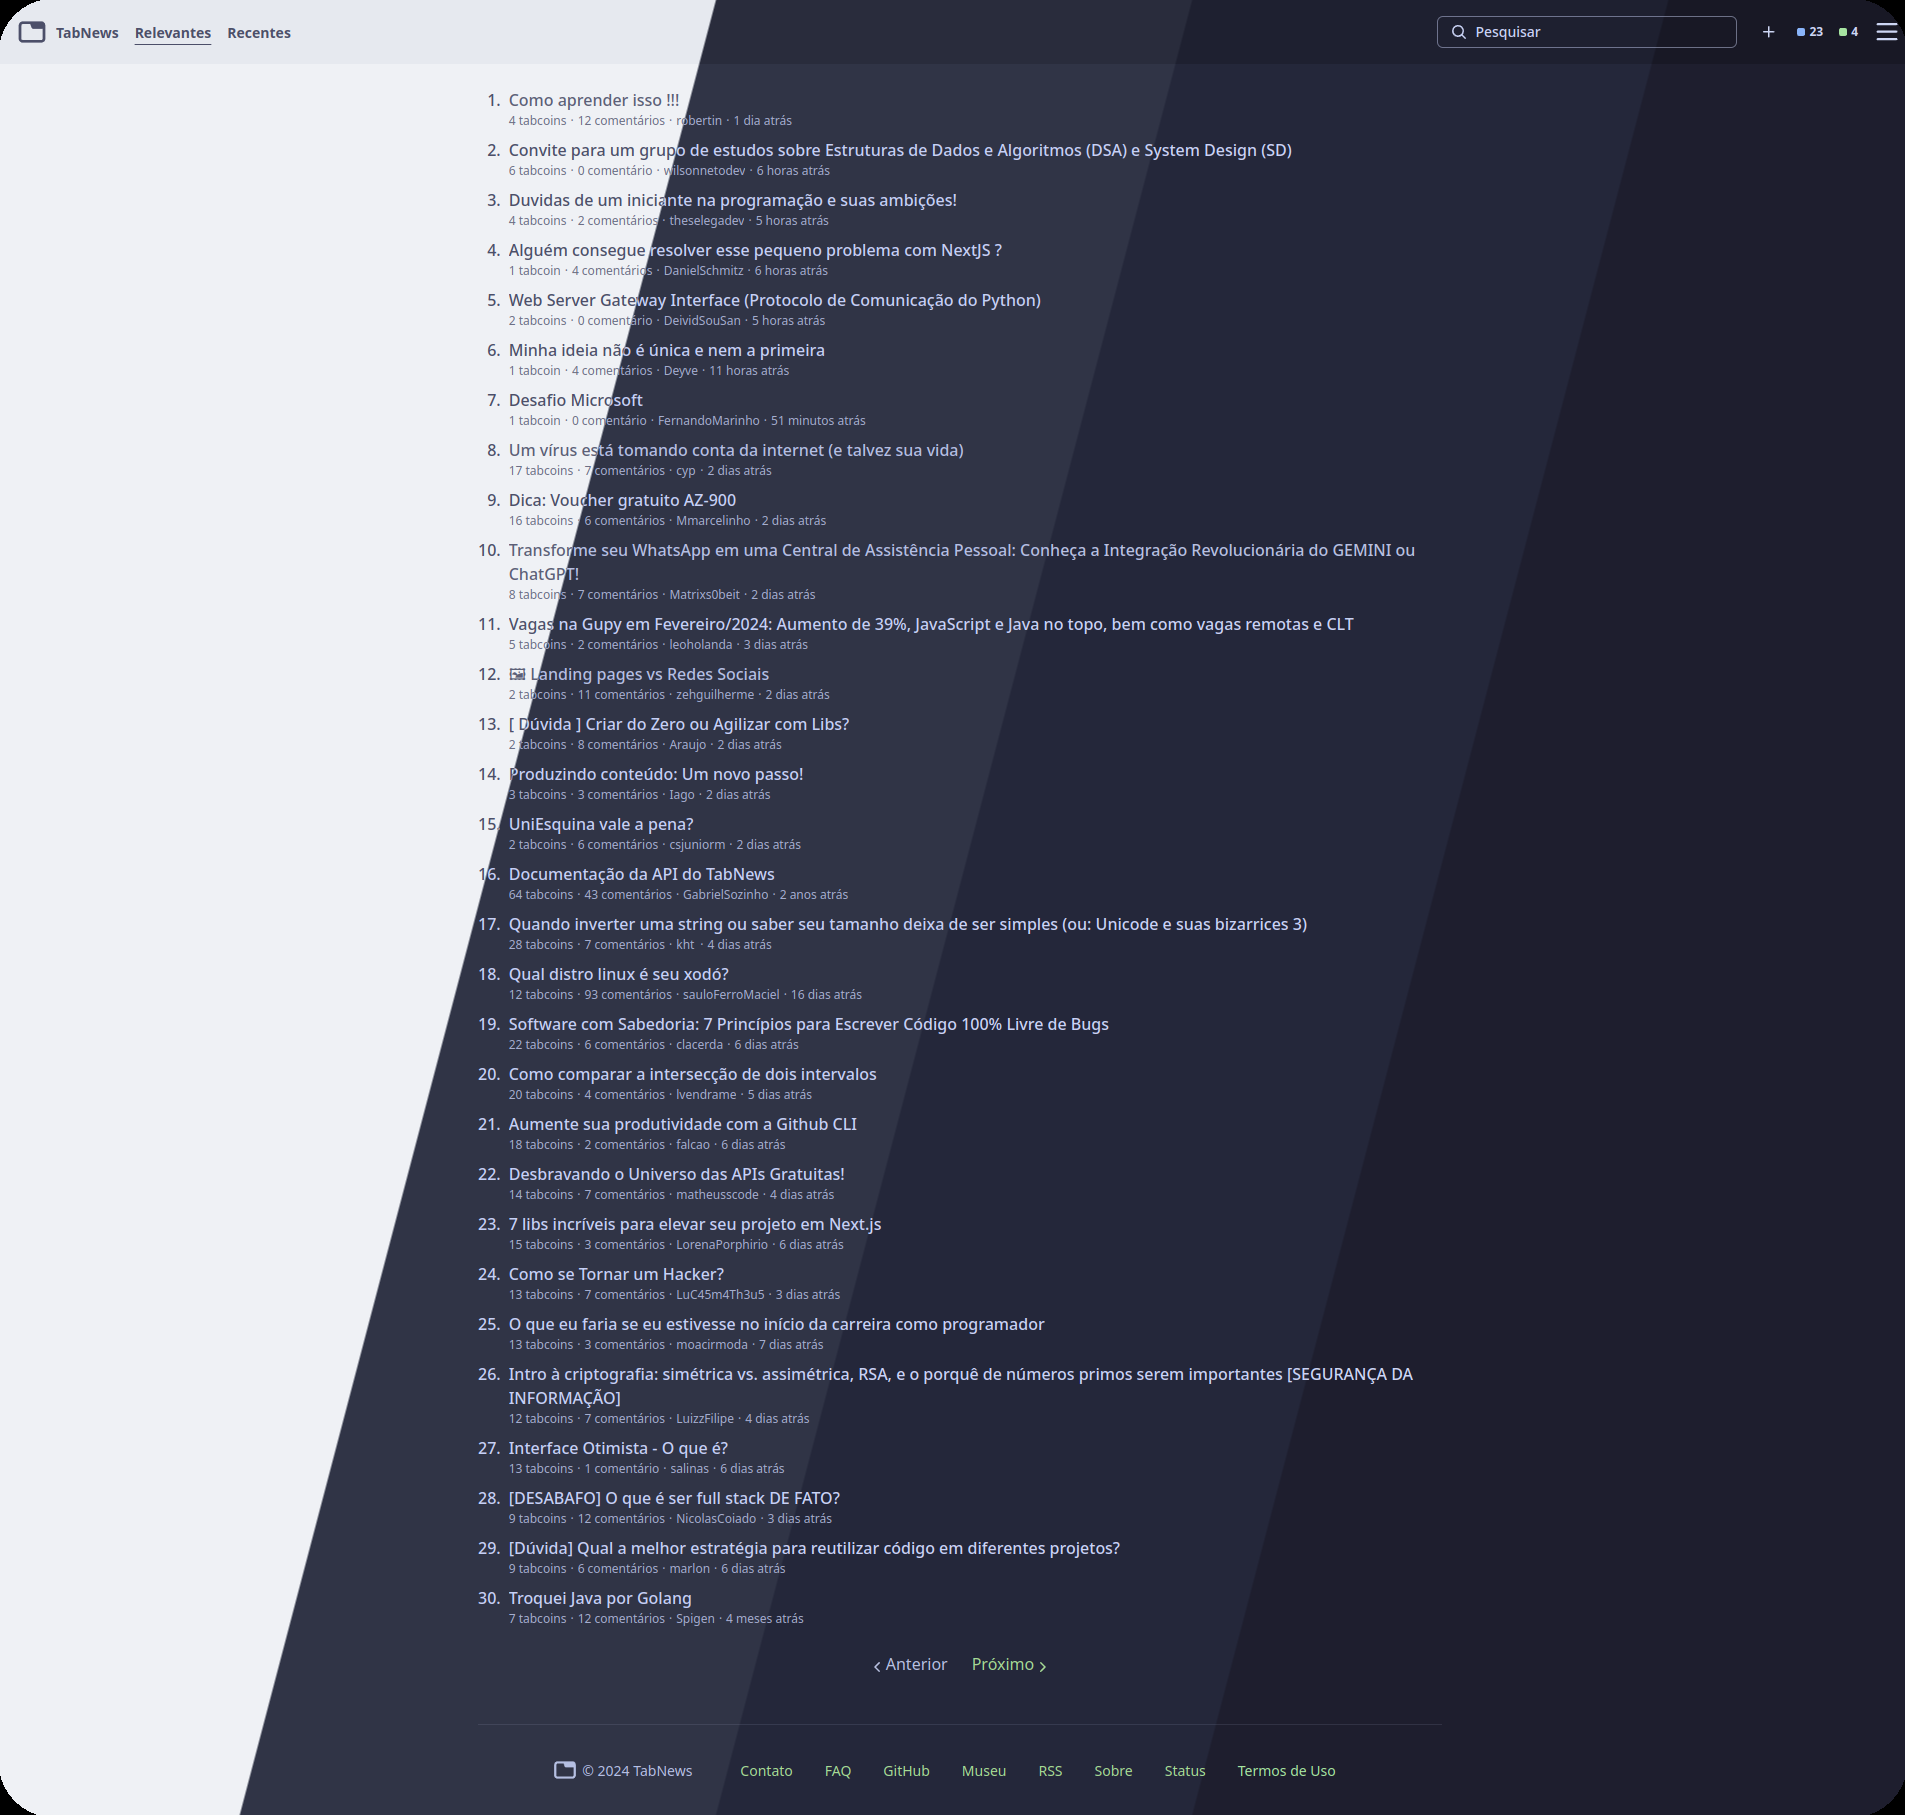 TabNews Relevantes Recentes Pesquisar 23 4
1. Como aprender isso !!!
4 tabcoins · 12 comentários · robertin · 1 dia atrás
2. Convite para um grupo de estudos sobre Estruturas de Dados e Algoritmos (DSA) e System Design (SD)
6 tabcoins · 0 comentário · wilsonnetodev · 6 horas atrás
3. Duvidas de um iniciante na programação e suas ambições!
4 tabcoins · 2 comentários · theselegadev · 5 horas atrás
4. Alguém consegue resolver esse pequeno problema com NextJS ?
1 tabcoin · 4 comentários · DanielSchmitz · 6 horas atrás
5. Web Server Gateway Interface (Protocolo de Comunicação do Python)
2 tabcoins · 0 comentário · DeividSouSan · 5 horas atrás
6. Minha ideia não é única e nem a primeira
1 tabcoin · 4 comentários · Deyve · 11 horas atrás
7. Desafio Microsoft
1 tabcoin · 0 comentário · FernandoMarinho · 51 minutos atrás
8. Um vírus está tomando conta da internet (e talvez sua vida)
17 tabcoins · 7 comentários · cyp · 2 dias atrás
9. Dica: Voucher gratuito AZ-900
16 tabcoins · 6 comentários · Mmarcelinho · 2 dias atrás
10. Transforme seu WhatsApp em uma Central de Assistência Pessoal: Conheça a Integração Revolucionária do GEMINI ou
ChatGPT!
8 tabcoins · 7 comentários · Matrixs0beit · 2 dias atrás
11. Vagas na Gupy em Fevereiro/2024: Aumento de 39%, JavaScript e Java no topo, bem como vagas remotas e CLT
5 tabcoins · 2 comentários · leoholanda · 3 dias atrás
12. 🖼 Landing pages vs Redes Sociais
2 tabcoins · 11 comentários · zehguilherme · 2 dias atrás
13. [ Dúvida ] Criar do Zero ou Agilizar com Libs?
2 tabcoins · 8 comentários · Araujo · 2 dias atrás
14. Produzindo conteúdo: Um novo passo!
3 tabcoins · 3 comentários · Iago · 2 dias atrás
15. UniEsquina vale a pena?
2 tabcoins · 6 comentários · csjuniorm · 2 dias atrás
16. Documentação da API do TabNews
64 tabcoins · 43 comentários · GabrielSozinho · 2 anos atrás
17. Quando inverter uma string ou saber seu tamanho deixa de ser simples (ou: Unicode e suas bizarrices 3)
28 tabcoins · 7 comentários · kht · 4 dias atrás
18. Qual distro linux é seu xodó?
12 tabcoins · 93 comentários · sauloFerroMaciel · 16 dias atrás
19. Software com Sabedoria: 7 Princípios para Escrever Código 100% Livre de Bugs
22 tabcoins · 6 comentários · clacerda · 6 dias atrás
20. Como comparar a intersecção de dois intervalos
20 tabcoins · 4 comentários · lvendrame · 5 dias atrás
21. Aumente sua produtividade com a Github CLI
18 tabcoins · 2 comentários · falcao · 6 dias atrás
22. Desbravando o Universo das APIs Gratuitas!
14 tabcoins · 7 comentários · matheusscode · 4 dias atrás
23. 7 libs incríveis para elevar seu projeto em Next.js
15 tabcoins · 3 comentários · LorenaPorphirio · 6 dias atrás
24. Como se Tornar um Hacker?
13 tabcoins · 7 comentários · LuC45m4Th3u5 · 3 dias atrás
25. O que eu faria se eu estivesse no início da carreira como programador
13 tabcoins · 3 comentários · moacirmoda · 7 dias atrás
26. Intro à criptografia: simétrica vs. assimétrica, RSA, e o porquê de números primos serem importantes [SEGURANÇA DA
INFORMAÇÃO]
12 tabcoins · 7 comentários · LuizzFilipe · 4 dias atrás
27. Interface Otimista - O que é?
13 tabcoins · 1 comentário · salinas · 6 dias atrás
28. [DESABAFO] O que é ser full stack DE FATO?
9 tabcoins · 12 comentários · NicolasCoiado · 3 dias atrás
29. [Dúvida] Qual a melhor estratégia para reutilizar código em diferentes projetos?
9 tabcoins · 6 comentários · marlon · 6 dias atrás
30. Troquei Java por Golang
7 tabcoins · 12 comentários · Spigen · 4 meses atrás
‹ Anterior Próximo ›
© 2024 TabNews Contato FAQ GitHub Museu RSS Sobre Status Termos de Uso